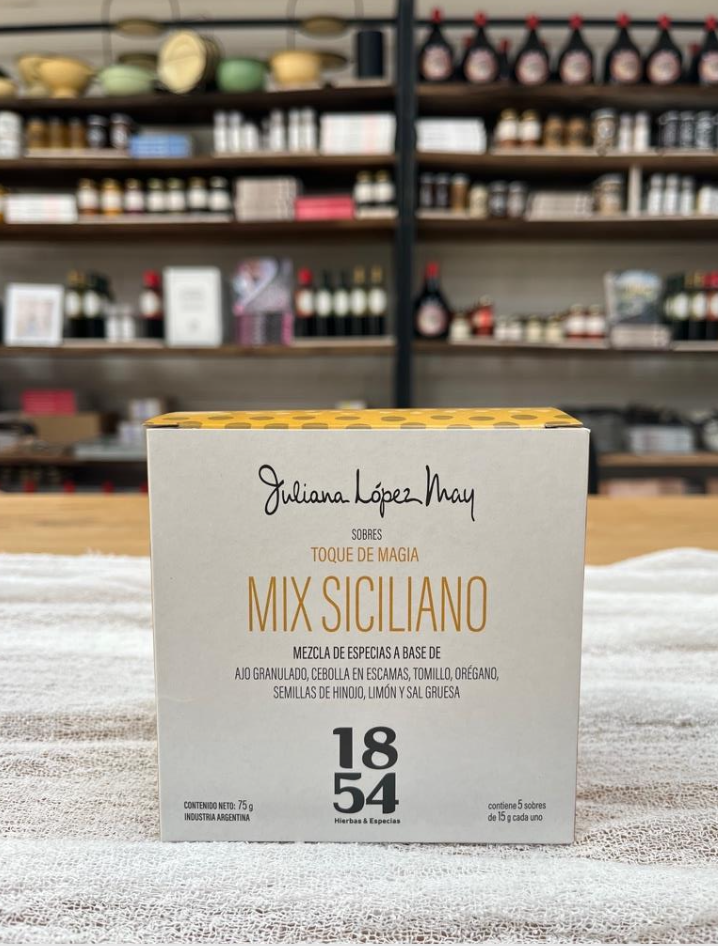 Juliana López May
SOBRES
TOQUE DE MAGIA
MIX SICILIANO
MEZCLA DE ESPECIAS A BASE DE
AJO GRANULADO, CEBOLLA EN ESCAMAS, TOMILLO, ORÉGANO,
SEMILLAS DE HINOJO, LIMÓN Y SAL GRUESA
18
54
Hierbas & Especias
CONTENIDO NETO: 75 g
INDUSTRIA ARGENTINA
contiene 5 sobres
de 15 g cada uno